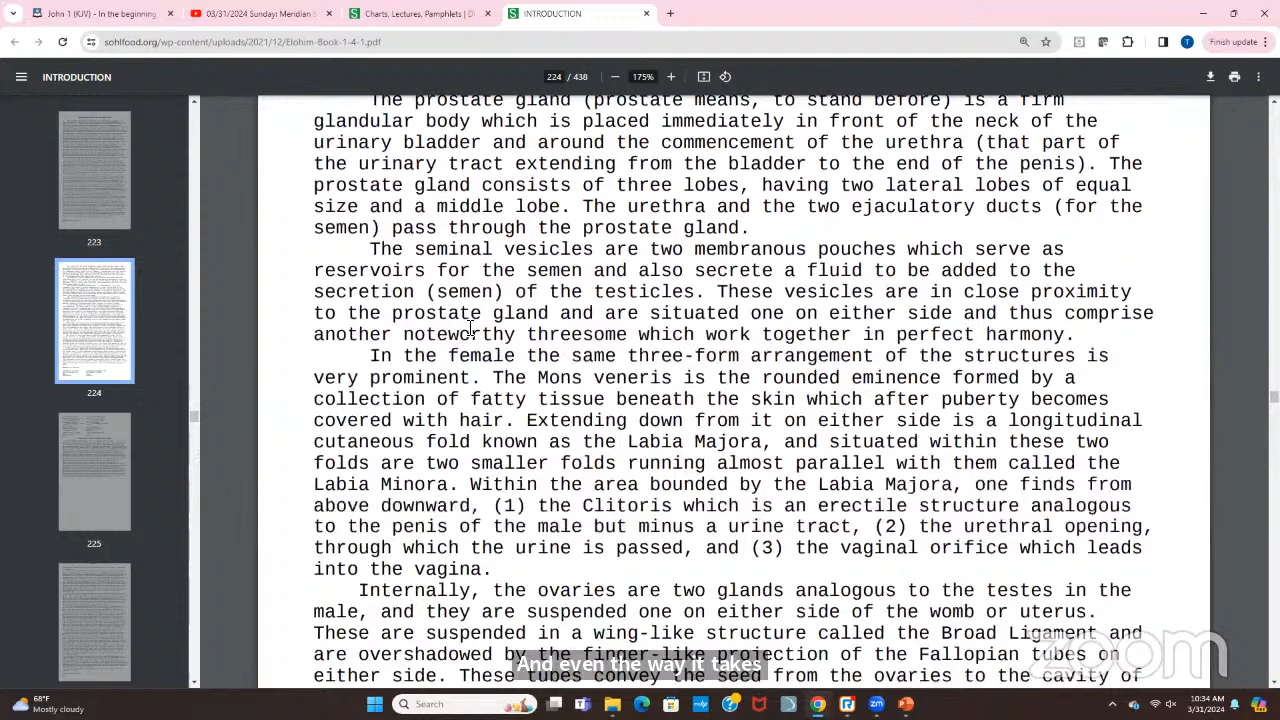 John 1 (KJV) - In the beginning
03/31/2024 Sunday: Meridian
Charts, Lectures, Pamphlets | D
INTRODUCTION
sohlfood.org/wp-content/uploads/2021/12/Elohim-Book-1-4-1.pdf
Finish update
INTRODUCTION
224 / 438
175%
The prostate gland (prostate means, to stand before) is a firm
glandular body which is placed immediately in front of the neck of the
urinary bladder and around the commencement of the urethra (that part of
the urinary tract extending from the bladder to the end of the penis). The
prostate gland consists of three lobes, having two lateral lobes of equal
size and a middle lobe. The urethra and the two ejaculatory ducts (for the
semen) pass through the prostate gland.
The seminal vesicles are two membranous pouches which serve as
reservoirs for the semen and also secrete a fluid to be added to the
secretion (semen) of the testicles. These vesicles are in close proximity
to the prostate gland and are situated one on either side and thus comprise
another noteworthy threesome which work together in perfect harmony.
In the female the same three-form arrangement of the structures is
very prominent. The Mons veneris is the rounded eminence formed by a
collection of fatty tissue beneath the skin which after puberty becomes
covered with hair. Extending down from it on either side is a longitudinal
cutaneous fold known as the Labia Majora, and situated within these two
folds are two smaller folds running almost parallel with them called the
Labia Minora. Within the area bounded by the Labia Majora, one finds from
above downward, (1) the Clitoris which is an erectile structure analogous
to the penis of the male but minus a urine tract, (2) the urethral opening,
through which the urine is passed, and (3) the vaginal orifice which leads
into the vagina.
Internally, the ovaries are two glands analogous to the testes in the
male, and they are suspended one on either side of the womb or uterus.
These are suspended a wing-like structure called the Broad Ligament and
are overshadowed projection of the Fallopian tubes on
either side. These tubes convey the seed from the ovaries to the cavity of
And even the way it takes
zoom
223
224
225
68°F
Mostly cloudy
Search
10:34 AM
3/31/2024